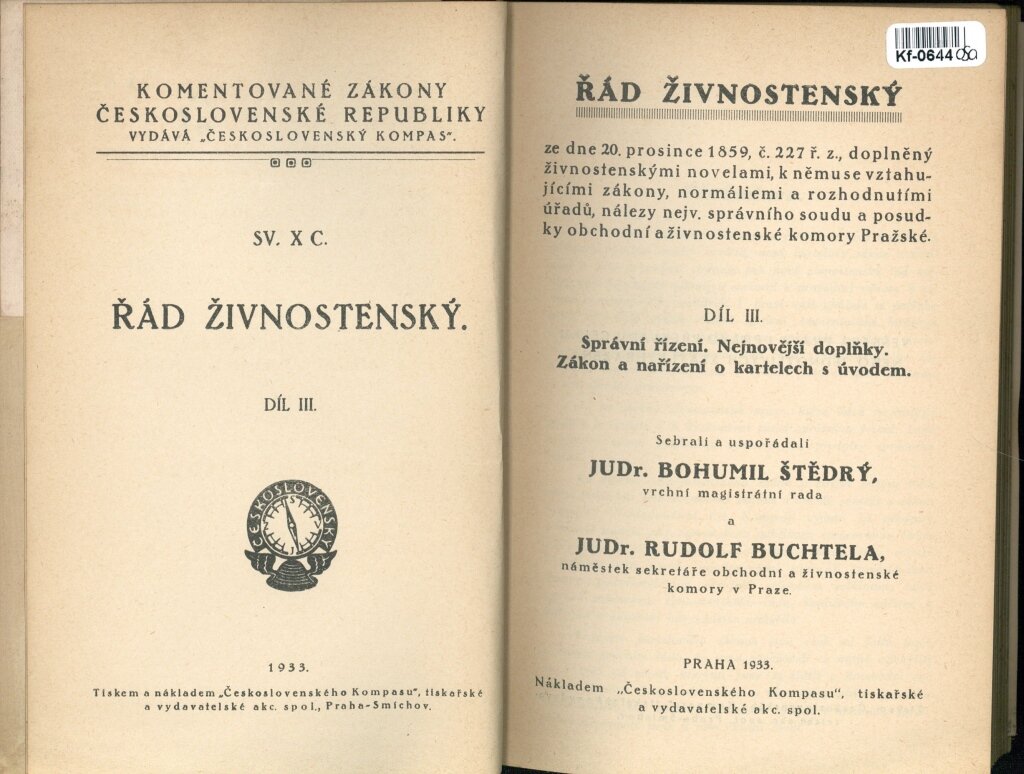 KOMENTOVANÉ ZÁKONY
ČESKOSLOVENSKÉ REPUBLIKY
VYDÁVÁ „ČESKOSLOVENSKÝ KOMPAS“.
SV. X C.
ŘÁD ŽIVNOSTENSKÝ.
DÍL III.
ČESKOSLOVENSKÝ
S
J
1933.
Tiskem a nákladem „Československého Kompasu“, tiskařské
a vydavatelské akc. spol., Praha-Smíchov.
Kf-0644
ŘÁD ŽIVNOSTENSKÝ
ze dne 20. prosince 1859, č. 227 ř. z., doplněný
živnostenskými novelami, k němu se vztahu-
jícími zákony, normáliemi a rozhodnutími
úřadů, nálezy nejv. správního soudu a posud-
ky obchodní a živnostenské komory Pražské.
DÍL III.
Správní řízení. Nejnovější doplňky.
Zákon a nařízení o kartelech s úvodem.
Sebrali a uspořádali
JUDr. BOHUMIL ŠTĚDRÝ,
vrchní magistrátní rada
a
JUDr. RUDOLF BUCHTELA,
náměstek sekretáře obchodní a živnostenské
komory v Praze.
PRAHA 1933.
Nákladem „Československého Kompasu“, tiskařské
a vydavatelské akc. spol.